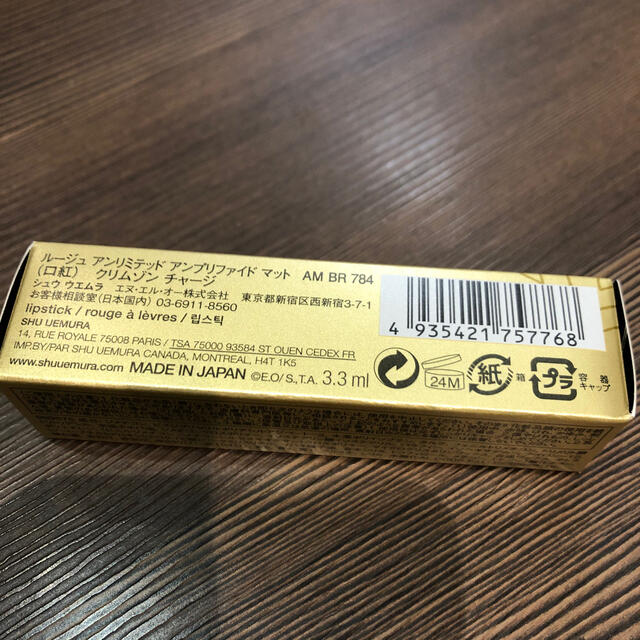 ルージュ アンリミテッド アンプリファイド マット AM BR 784
(口紅) クリムゾン チャージ
シュウ ウエムラ エヌ・エル・オー株式会社 東京都新宿区西新宿3-7-1
お客様相談室(日本国内) 03-6911-8560
lipstick / rouge à lèvres / 립스틱
SHU UEMURA
14, RUE ROYALE 75008 PARIS / TSA 75000 93584 ST OUEN CEDEX FR
IMP.BY/PAR SHU UEMURA CANADA, MONTREAL, H4T 1K5
www.shuuemura.com MADE IN JAPAN ©E.O/ S.,T.A. 3.3 ml
4 935421 757768
24M
紙 箱
プラ 容器
キャップ